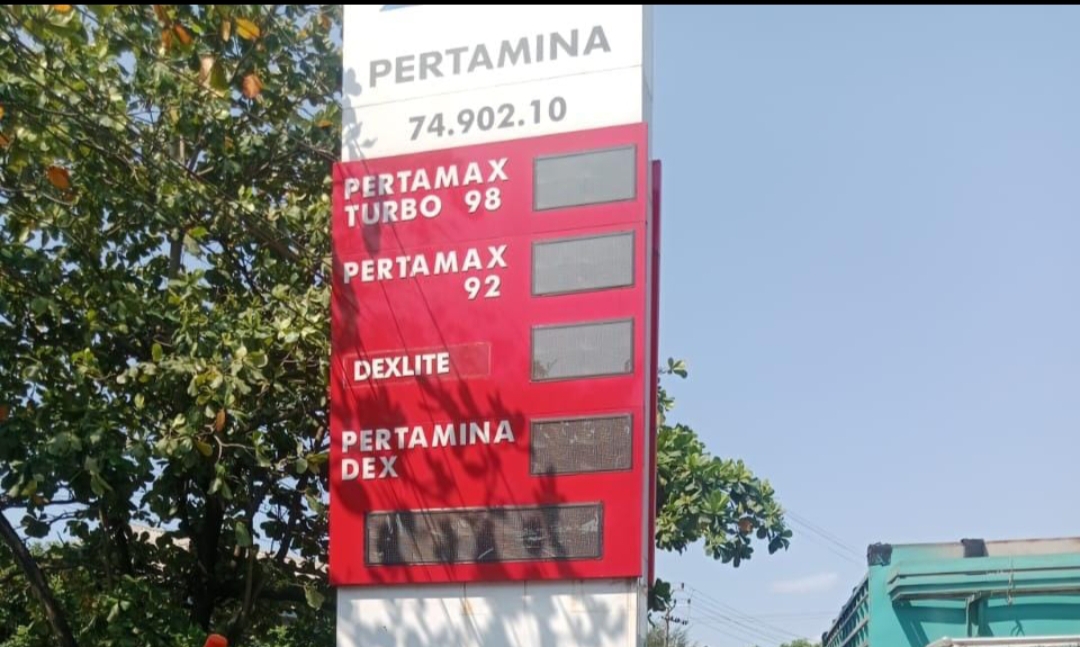 PERTAMINA
74.902.10
PERTAMAX
TURBO 98
PERTAMAX
92
DEXLITE
PERTAMINA
DEX